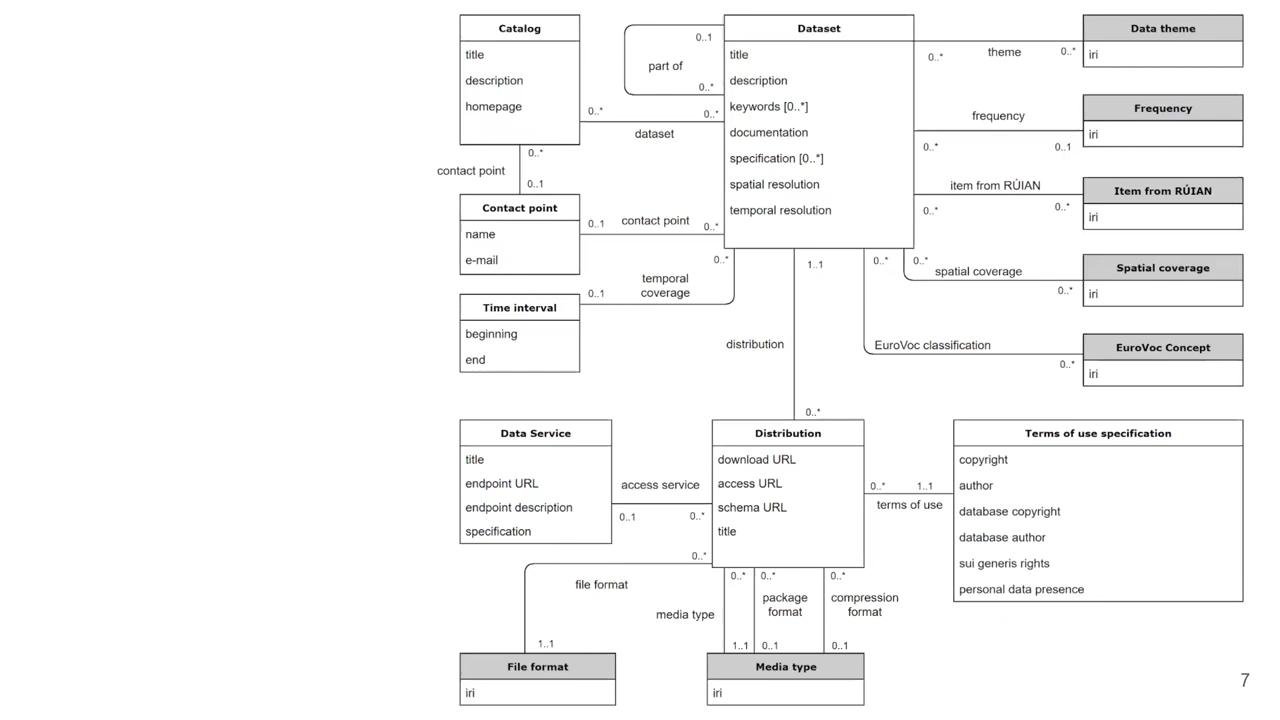 Catalog
title
description
homepage
0..1
part of
0..*
Dataset
title
description
keywords [0..*]
documentation
specification [0..*]
spatial resolution
temporal resolution
0..*
theme
0..*
Data theme
iri
0..*
dataset
0..*
frequency
0..*
0..1
Frequency
iri
0..*
contact point
0..1
item from RÚIAN
0..*
0..*
Item from RÚIAN
iri
Contact point
name
e-mail
0..1
contact point
0..*
0..*
spatial coverage
0..*
Spatial coverage
iri
0..*
temporal
coverage
0..1
Time interval
beginning
end
1..1
distribution
0..*
0..*
EuroVoc classification
0..*
EuroVoc Concept
iri
Data Service
title
endpoint URL
endpoint description
specification
access service
0..1
0..*
Distribution
download URL
access URL
schema URL
title
0..*
1..1
terms of use
Terms of use specification
copyright
author
database copyright
database author
sui generis rights
personal data presence
0..*
file format
1..1
0..*
media type
1..1
0..*
package
format
0..1
0..*
compression
format
0..1
File format
iri
Media type
iri
7